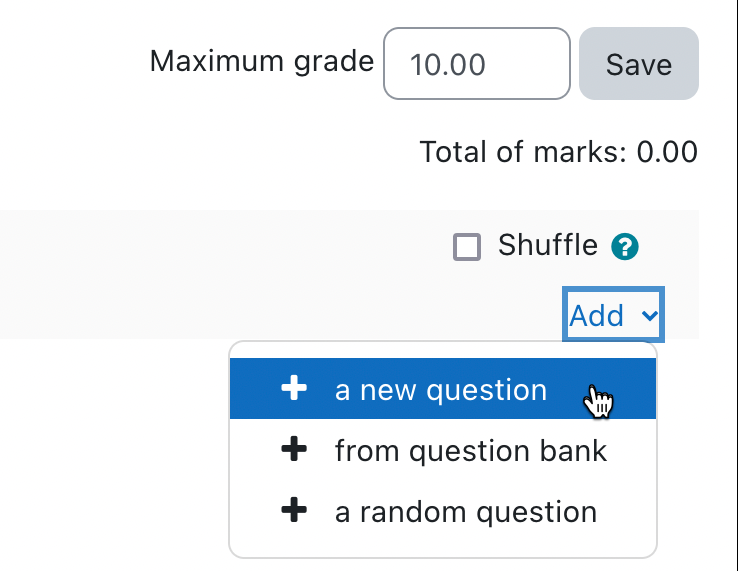 Maximum grade 10.00 Save
Total of marks: 0.00
Shuffle ?
Add
a new question
from question bank
a random question